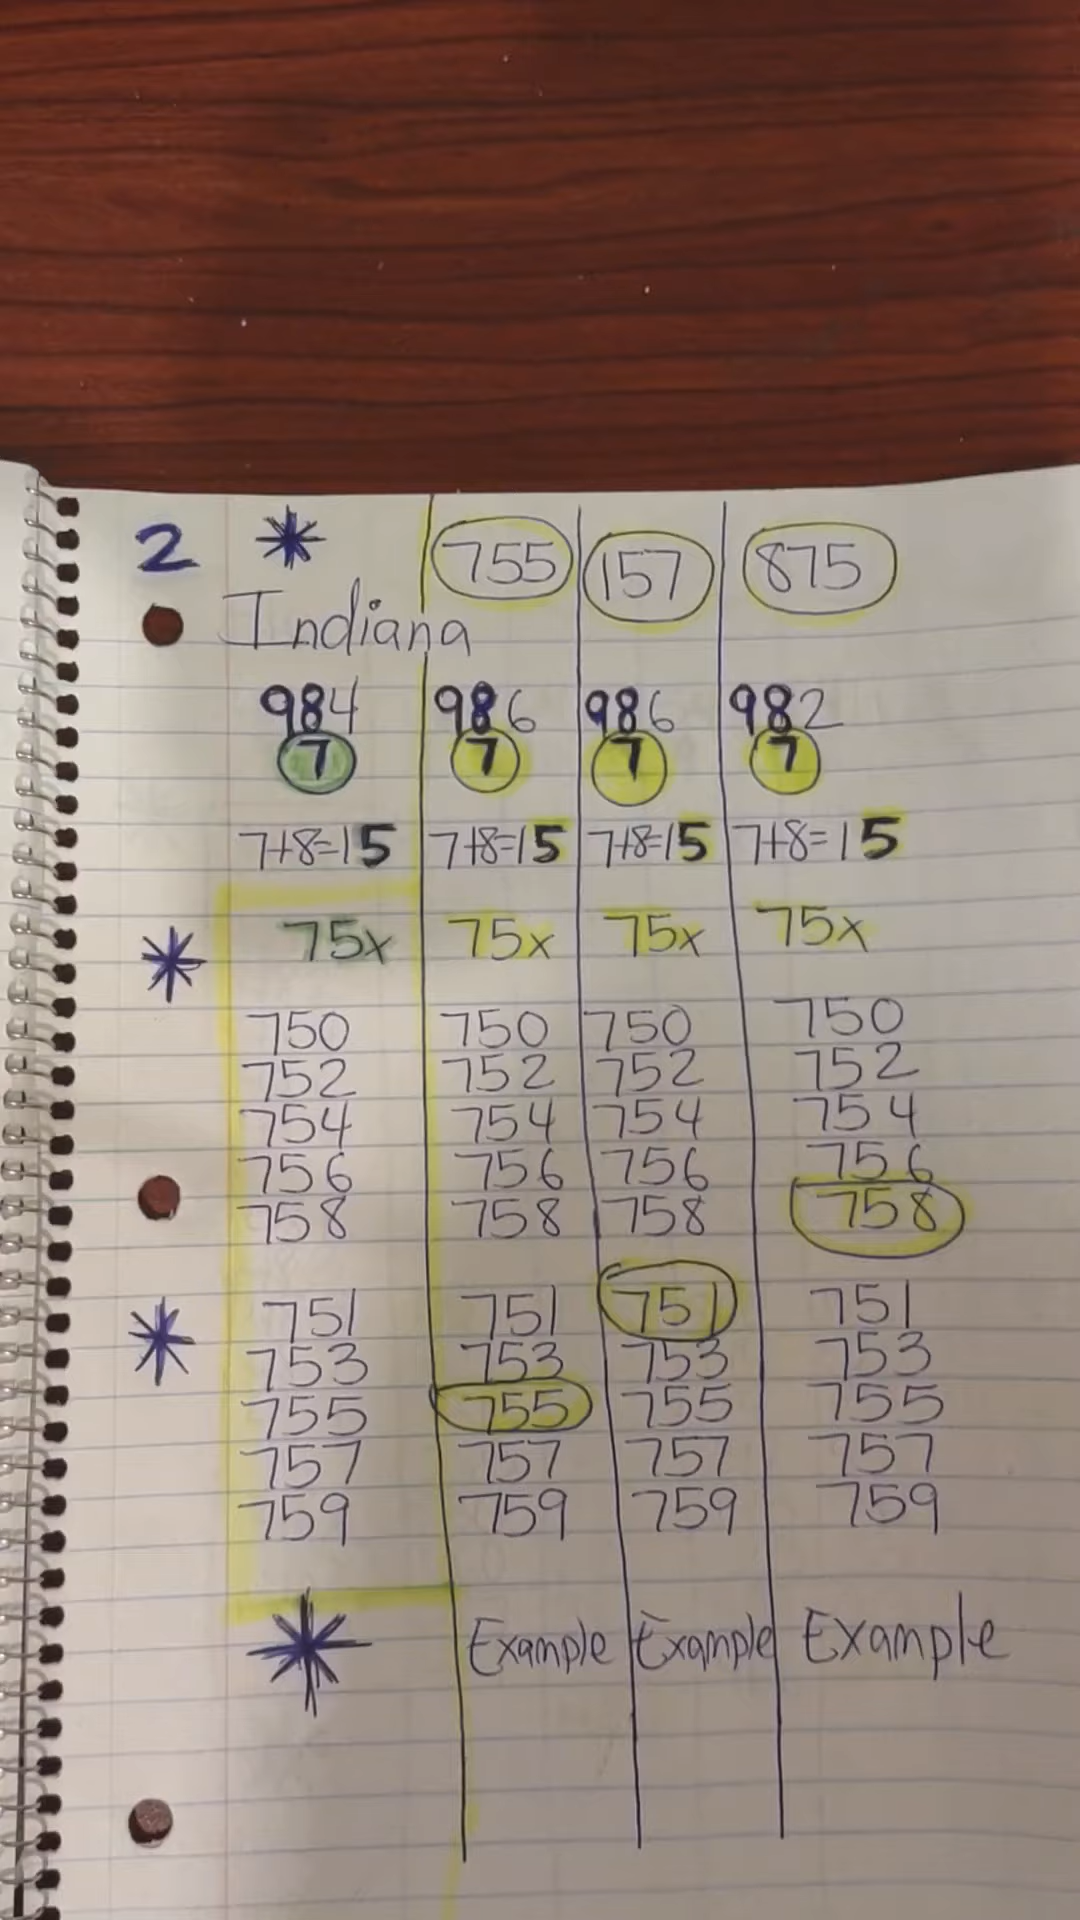 2 * 755 157 875
Indiana
984 986 986 982
7 7 7 7
7+8=15 7+8=15 7+8=15 7+8=15
* 75x 75x 75x 75x
750 750 750 750
752 752 752 752
754 754 754 754
756 756 756 756
758 758 758 758
* 751 751 751 751
753 753 753 753
755 755 755 755
757 757 757 757
759 759 759 759
* Example Example Example